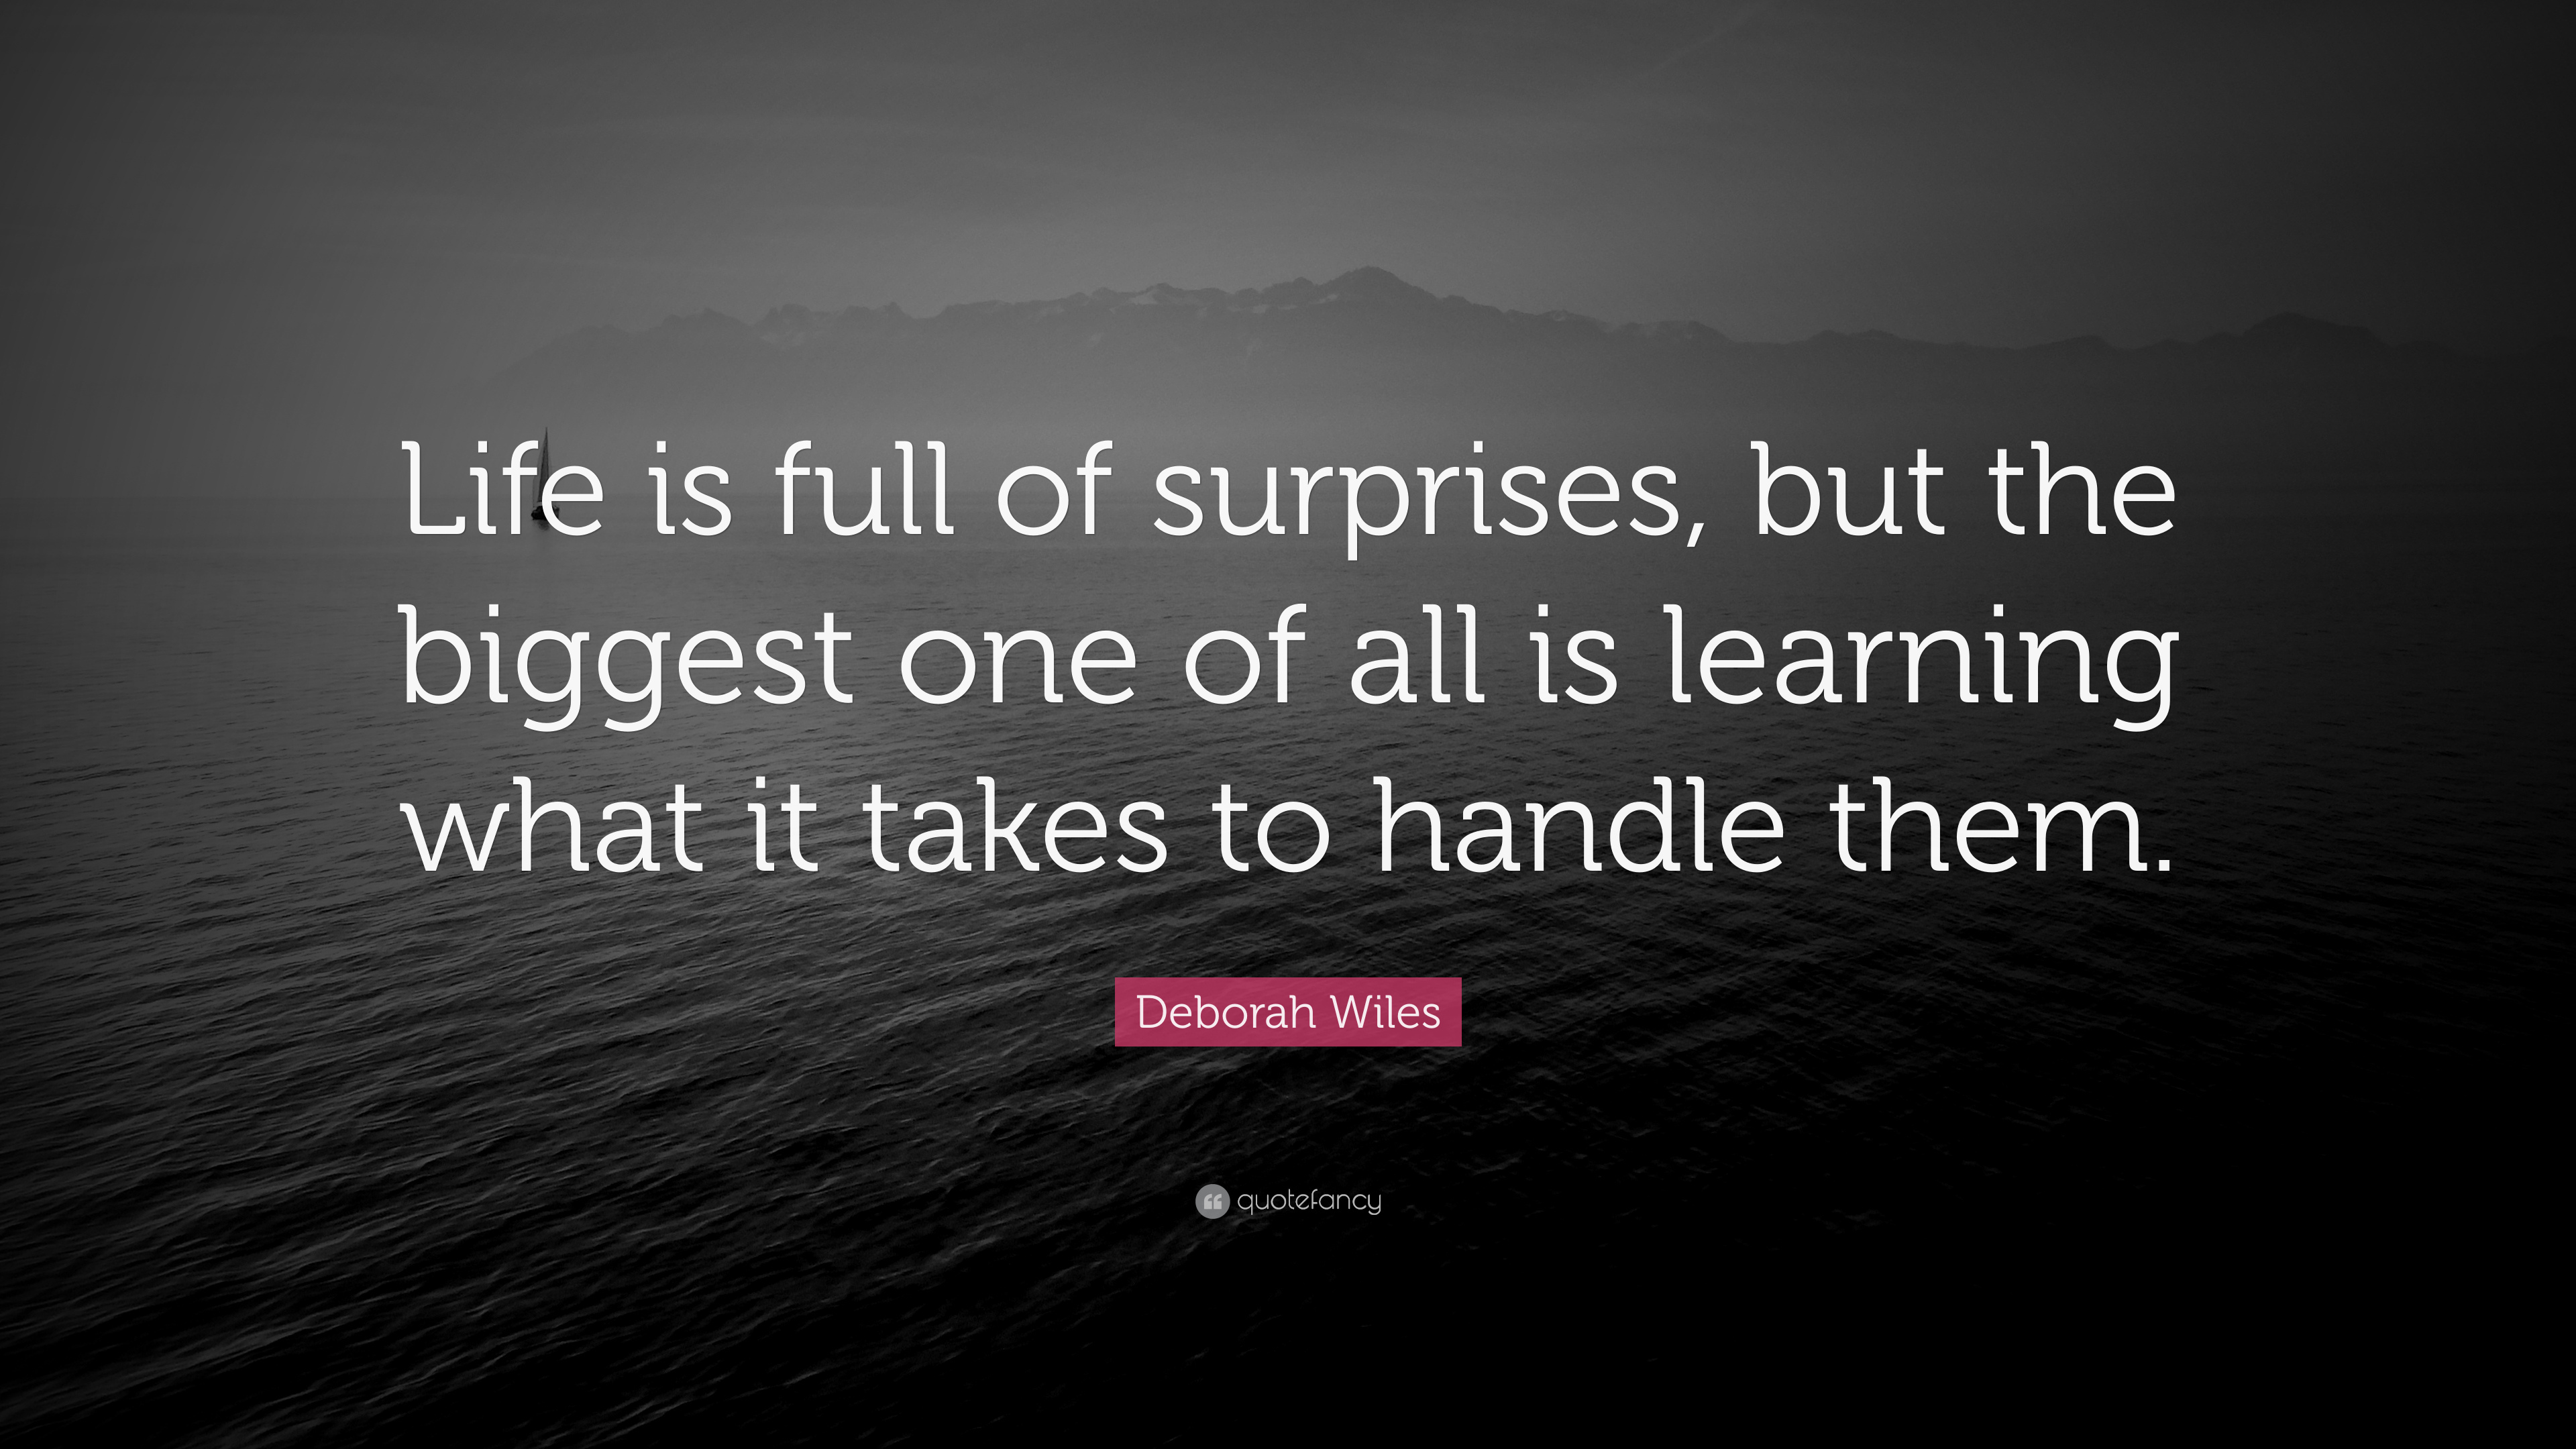 Life is full of surprises, but the
biggest one of all is learning
what it takes to handle them.
Deborah Wiles
quotefancy